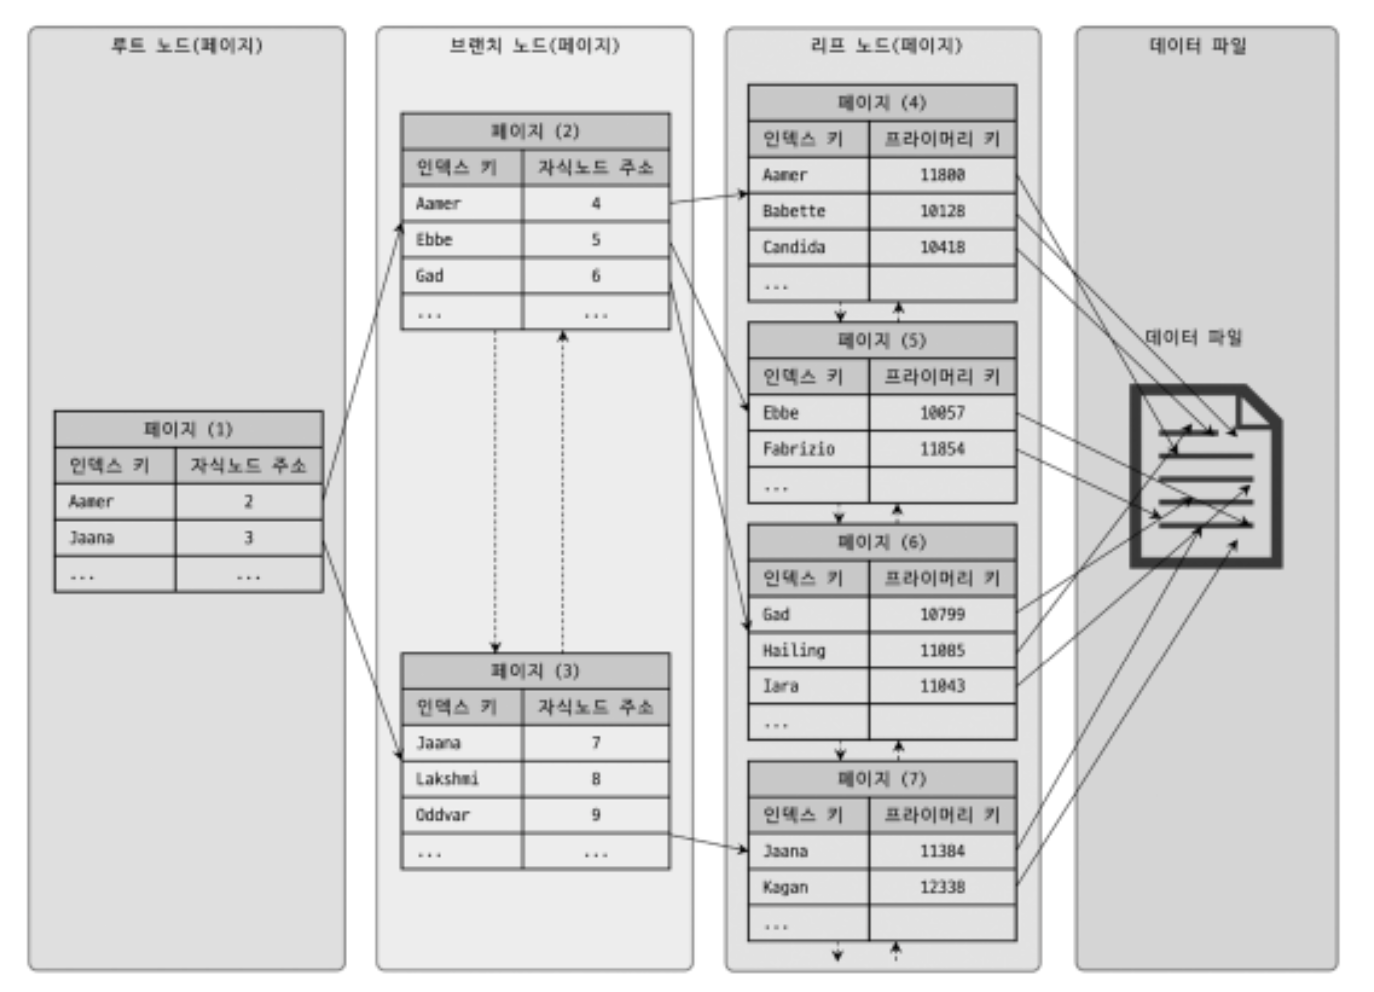 루트 노드(페이지)
페이지 (1)
인덱스 키 자식노드 주소
Aamer 2
Jaana 3
... ...
브랜치 노드(페이지)
페이지 (2)
인덱스 키 자식노드 주소
Aamer 4
Ebbe 5
Gad 6
... ...
페이지 (3)
인덱스 키 자식노드 주소
Jaana 7
Lakshmi 8
Oddvar 9
... ...
리프 노드(페이지)
페이지 (4)
인덱스 키 프라이머리 키
Aamer 11800
Babette 10128
Candida 10418
...
페이지 (5)
인덱스 키 프라이머리 키
Ebbe 10057
Fabrizio 11854
...
페이지 (6)
인덱스 키 프라이머리 키
Gad 10799
Hailing 11085
Iara 11043
...
페이지 (7)
인덱스 키 프라이머리 키
Jaana 11384
Kagan 12338
...
데이터 파일
데이터 파일